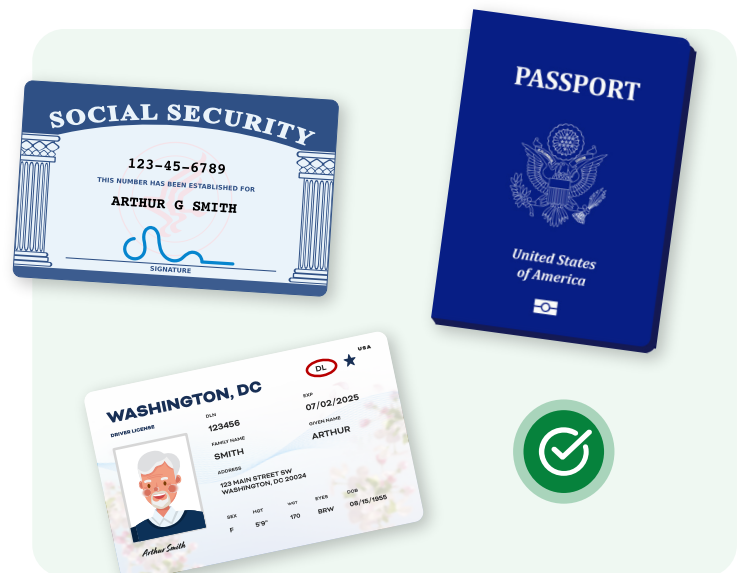 SOCIAL SECURITY
123-45-6789
THIS NUMBER HAS BEEN ESTABLISHED FOR
ARTHUR G SMITH
SIGNATURE
PASSPORT
United States
of America
USA
DL
WASHINGTON, DC
DRIVER LICENSE
DLN
123456
EXP
07/02/2025
FAMILY NAME
SMITH
GIVEN NAME
ARTHUR
ADDRESS
123 MAIN STREET SW
WASHINGTON, DC 20024
SEX HGT WGT EYES DOB
F 5'9" 170 BRW 08/15/1955
Arthur Smith